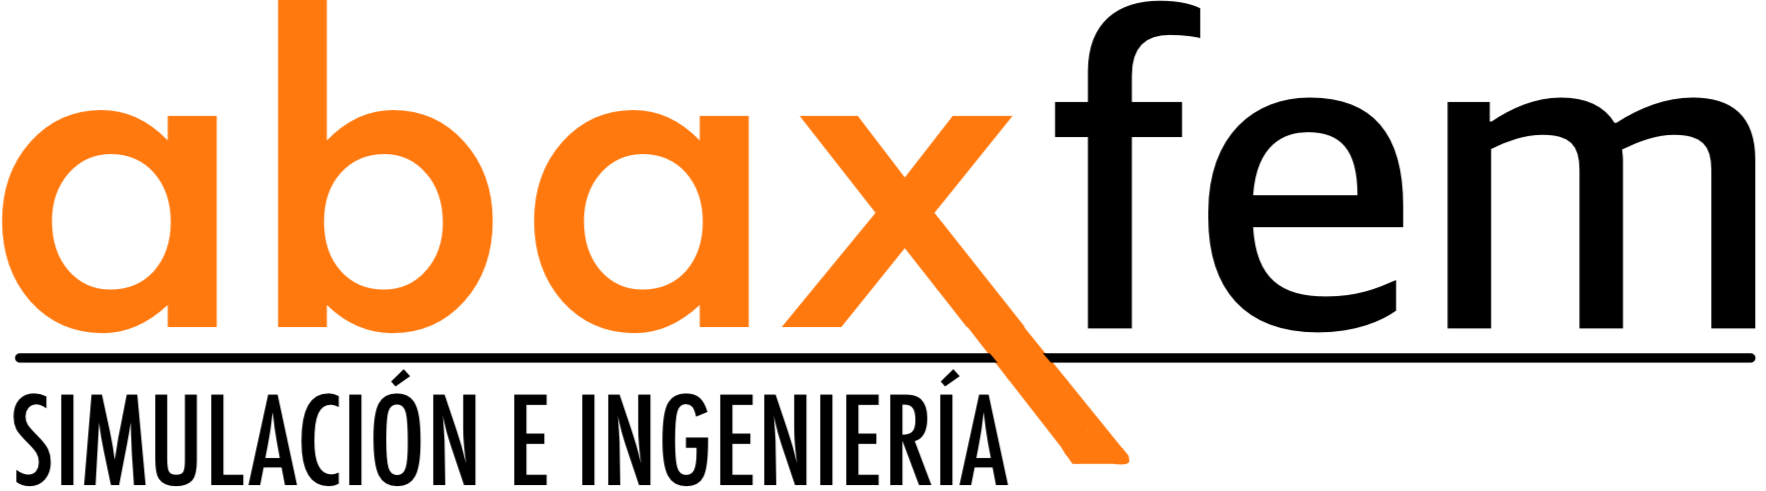 abaxfem
SIMULACIÓN E INGENIERÍA